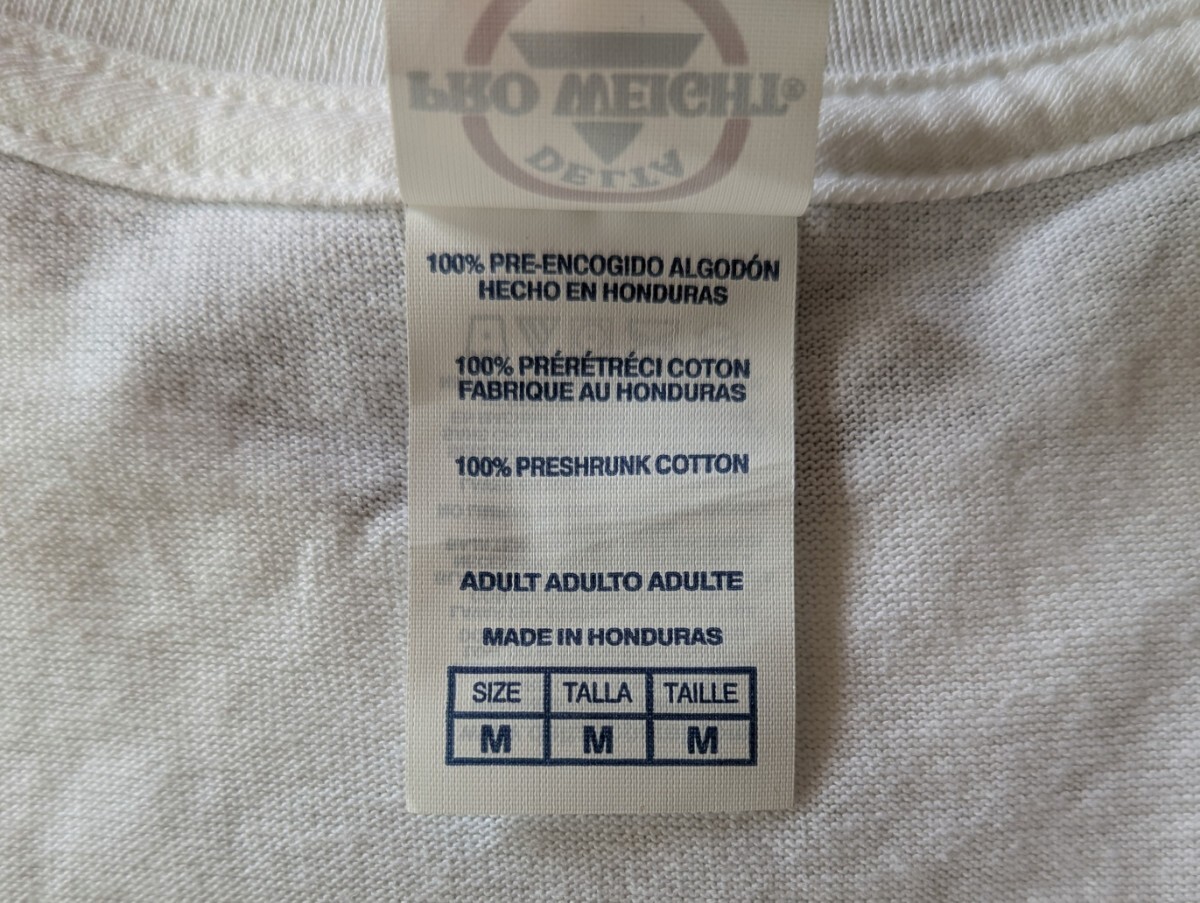 PRO WEIGHT®
DELTA
100% PRE-ENCOGIDO ALGODÓN
HECHO EN HONDURAS
100% PRÉRÉTRÉCI COTON
FABRIQUE AU HONDURAS
100% PRESHRUNK COTTON
ADULT ADULTO ADULTE
MADE IN HONDURAS
SIZE TALLA TAILLE
M M M